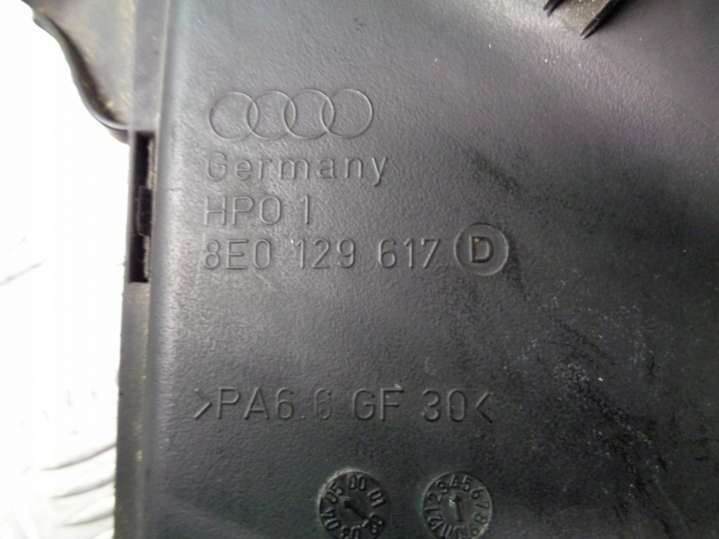 Germany
HPO 1
8E0 129 617 D
>PA6.6 GF 30<